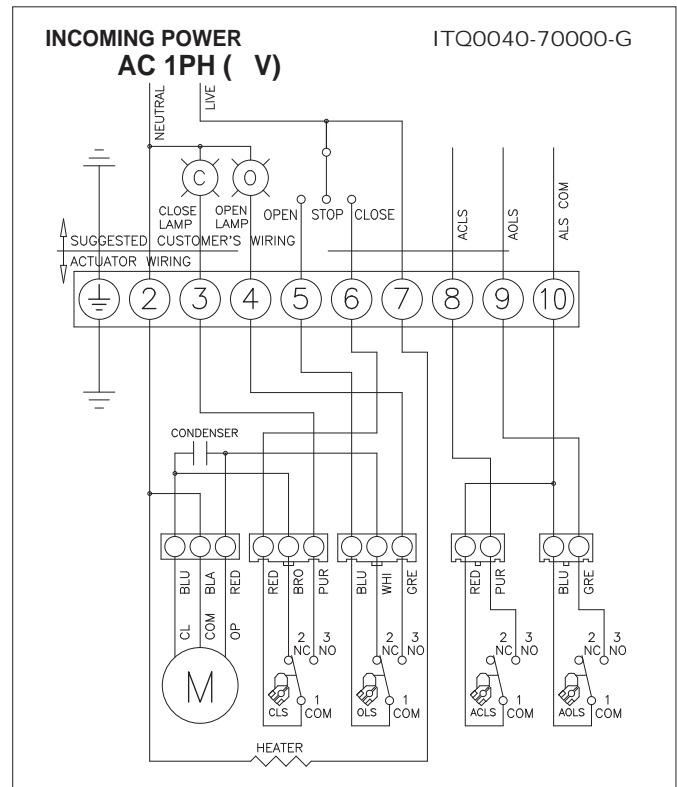 INCOMING POWER
ITQ0040-70000-G
AC 1PH (   V)
NEUTRAL
LIVE
C
O
CLOSE
LAMP
OPEN
LAMP
OPEN
STOP
CLOSE
ACLS
AOLS
ALS COM
SUGGESTED CUSTOMER'S WIRING
ACTUATOR WIRING
2
3
4
5
6
7
8
9
10
CONDENSER
BLU
BLA
RED
RED
BRO
PUR
BLU
WHI
GRE
RED
PUR
BLU
GRE
CL
COM
OP
M
2
NC
3
NO
CLS
1
COM
2
NC
3
NO
OLS
1
COM
2
NC
3
NO
ACLS
1
COM
2
NC
3
NO
AOLS
1
COM
HEATER